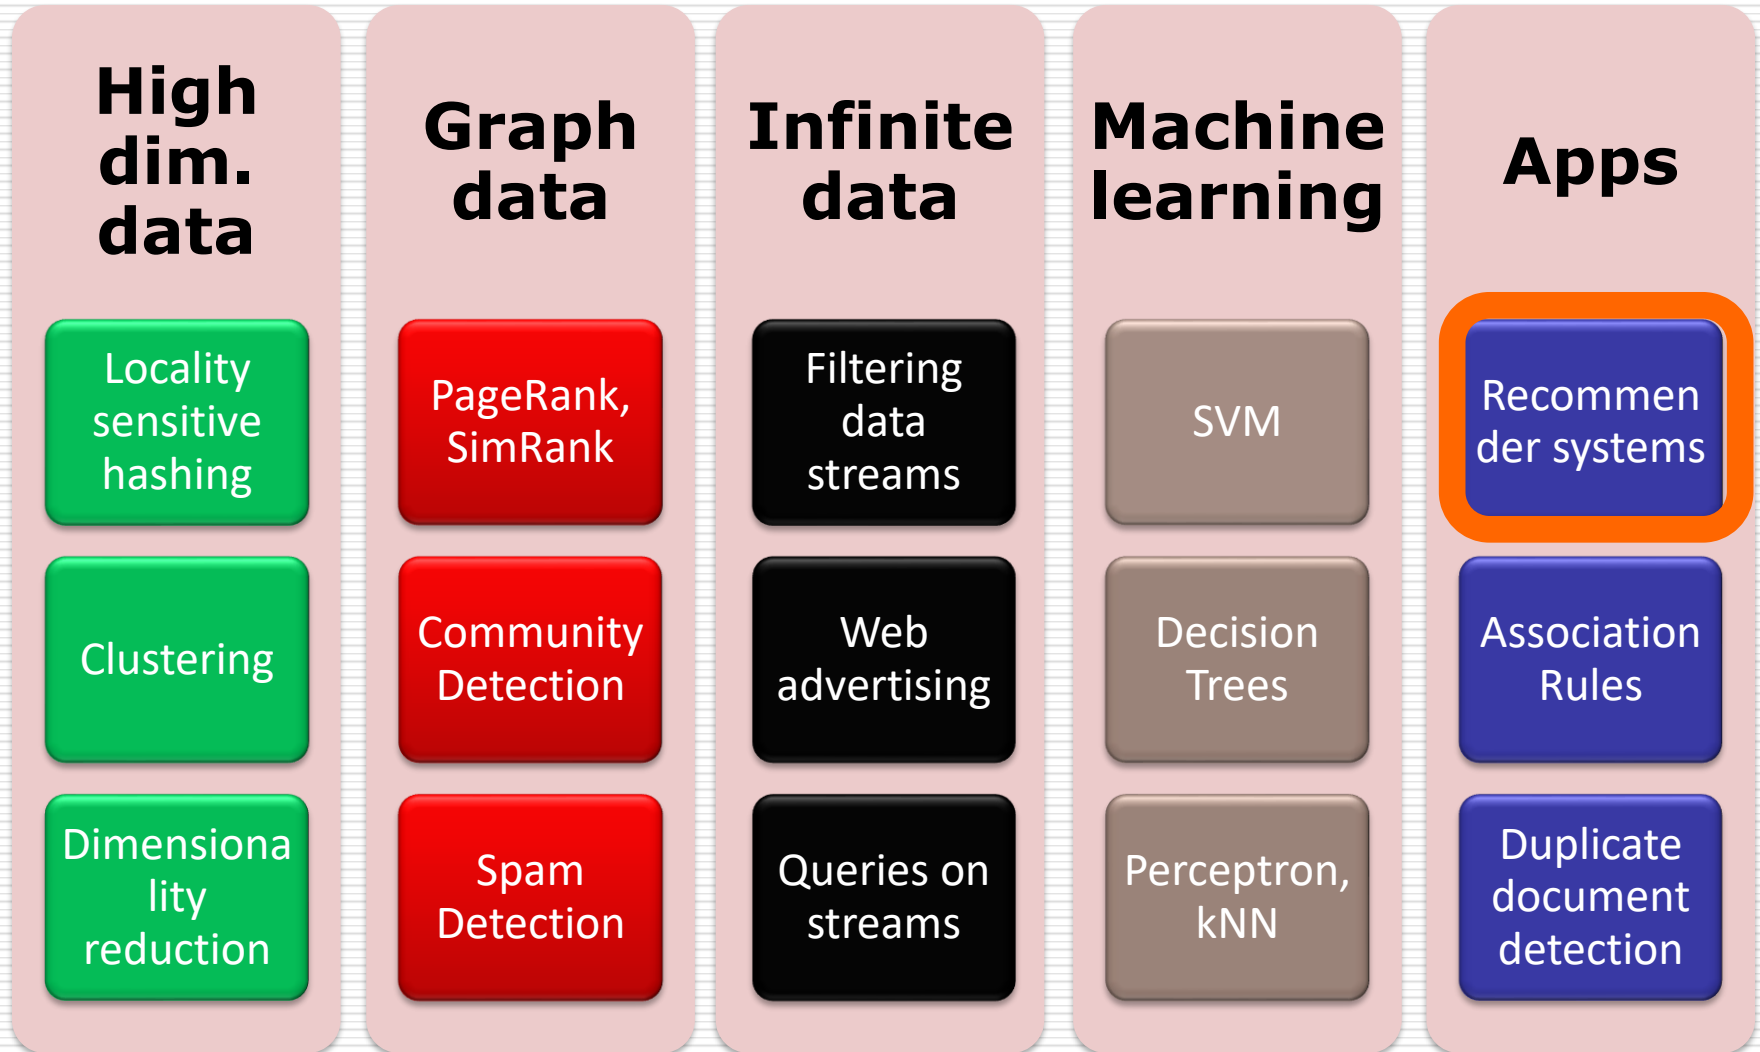 High
dim.
data
Locality
sensitive
hashing
Clustering
Dimensiona
lity
reduction
Graph
data
PageRank,
SimRank
Community
Detection
Spam
Detection
Infinite
data
Filtering
data
streams
Web
advertising
Queries on
streams
Machine
learning
SVM
Decision
Trees
Perceptron,
kNN
Apps
Recommen
der systems
Association
Rules
Duplicate
document
detection